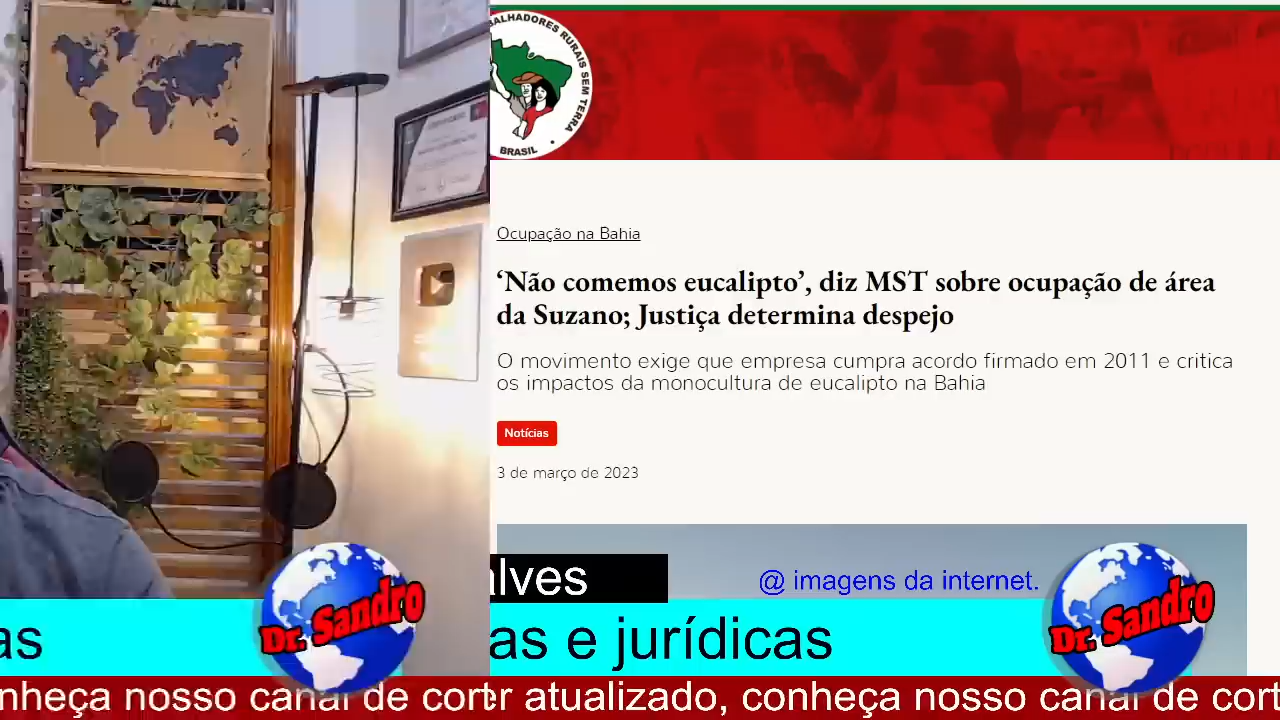 BALHADORES RURAIS SEM TERRA
BRASIL
Ocupação na Bahia
‘Não comemos eucalipto’, diz MST sobre ocupação de área
da Suzano; Justiça determina despejo
O movimento exige que empresa cumpra acordo firmado em 2011 e critica
os impactos da monocultura de eucalipto na Bahia
Notícias
3 de março de 2023
alves
@ imagens da internet.
as
Dr. Sandro
as e jurídicas
Dr. Sandro
nheça nosso canal de cort
r atualizado, conheça nosso canal de cort